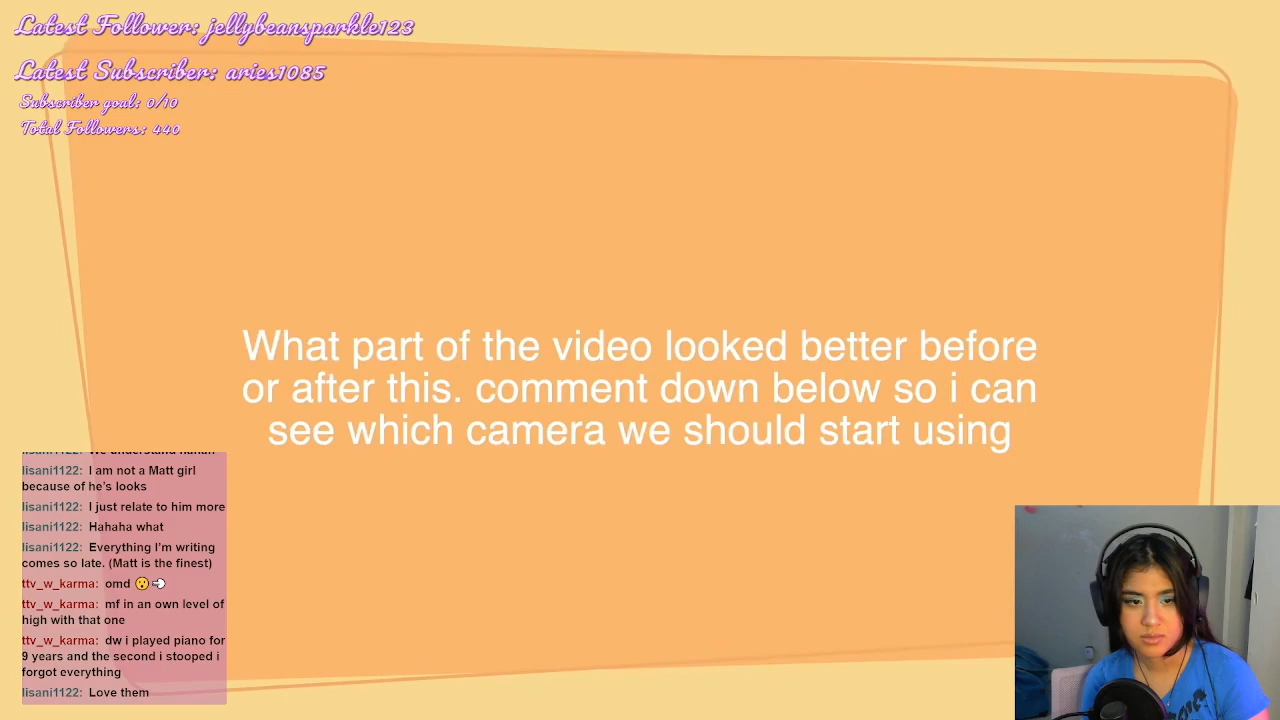 Latest Follower: jellybeansparkle123
Latest Subscriber: aries1085
Subscriber goal: 0/10
Total Followers: 440
What part of the video looked better before
or after this. comment down below so i can
see which camera we should start using
lisani1122: We understand hahah
lisani1122: I am not a Matt girl
because of he's looks
lisani1122: I just relate to him more
lisani1122: Hahaha what
lisani1122: Everything I'm writing
comes so late. (Matt is the finest)
ttv_w_karma: omd 😮‍💨
ttv_w_karma: mf in an own level of
high with that one
ttv_w_karma: dw i played piano for
9 years and the second i stooped i
forgot everything
lisani1122: Love them